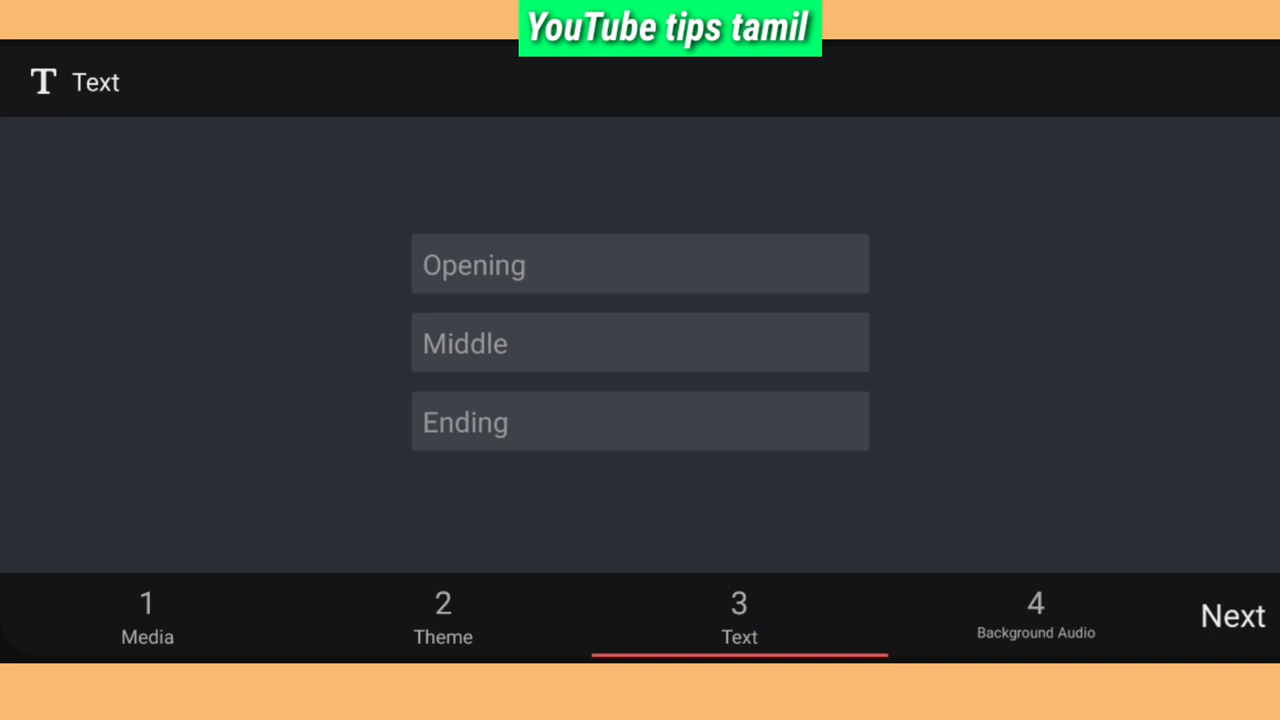 YouTube tips tamil
T Text
Opening
Middle
Ending
1
Media
2
Theme
3
Text
4
Background Audio
Next